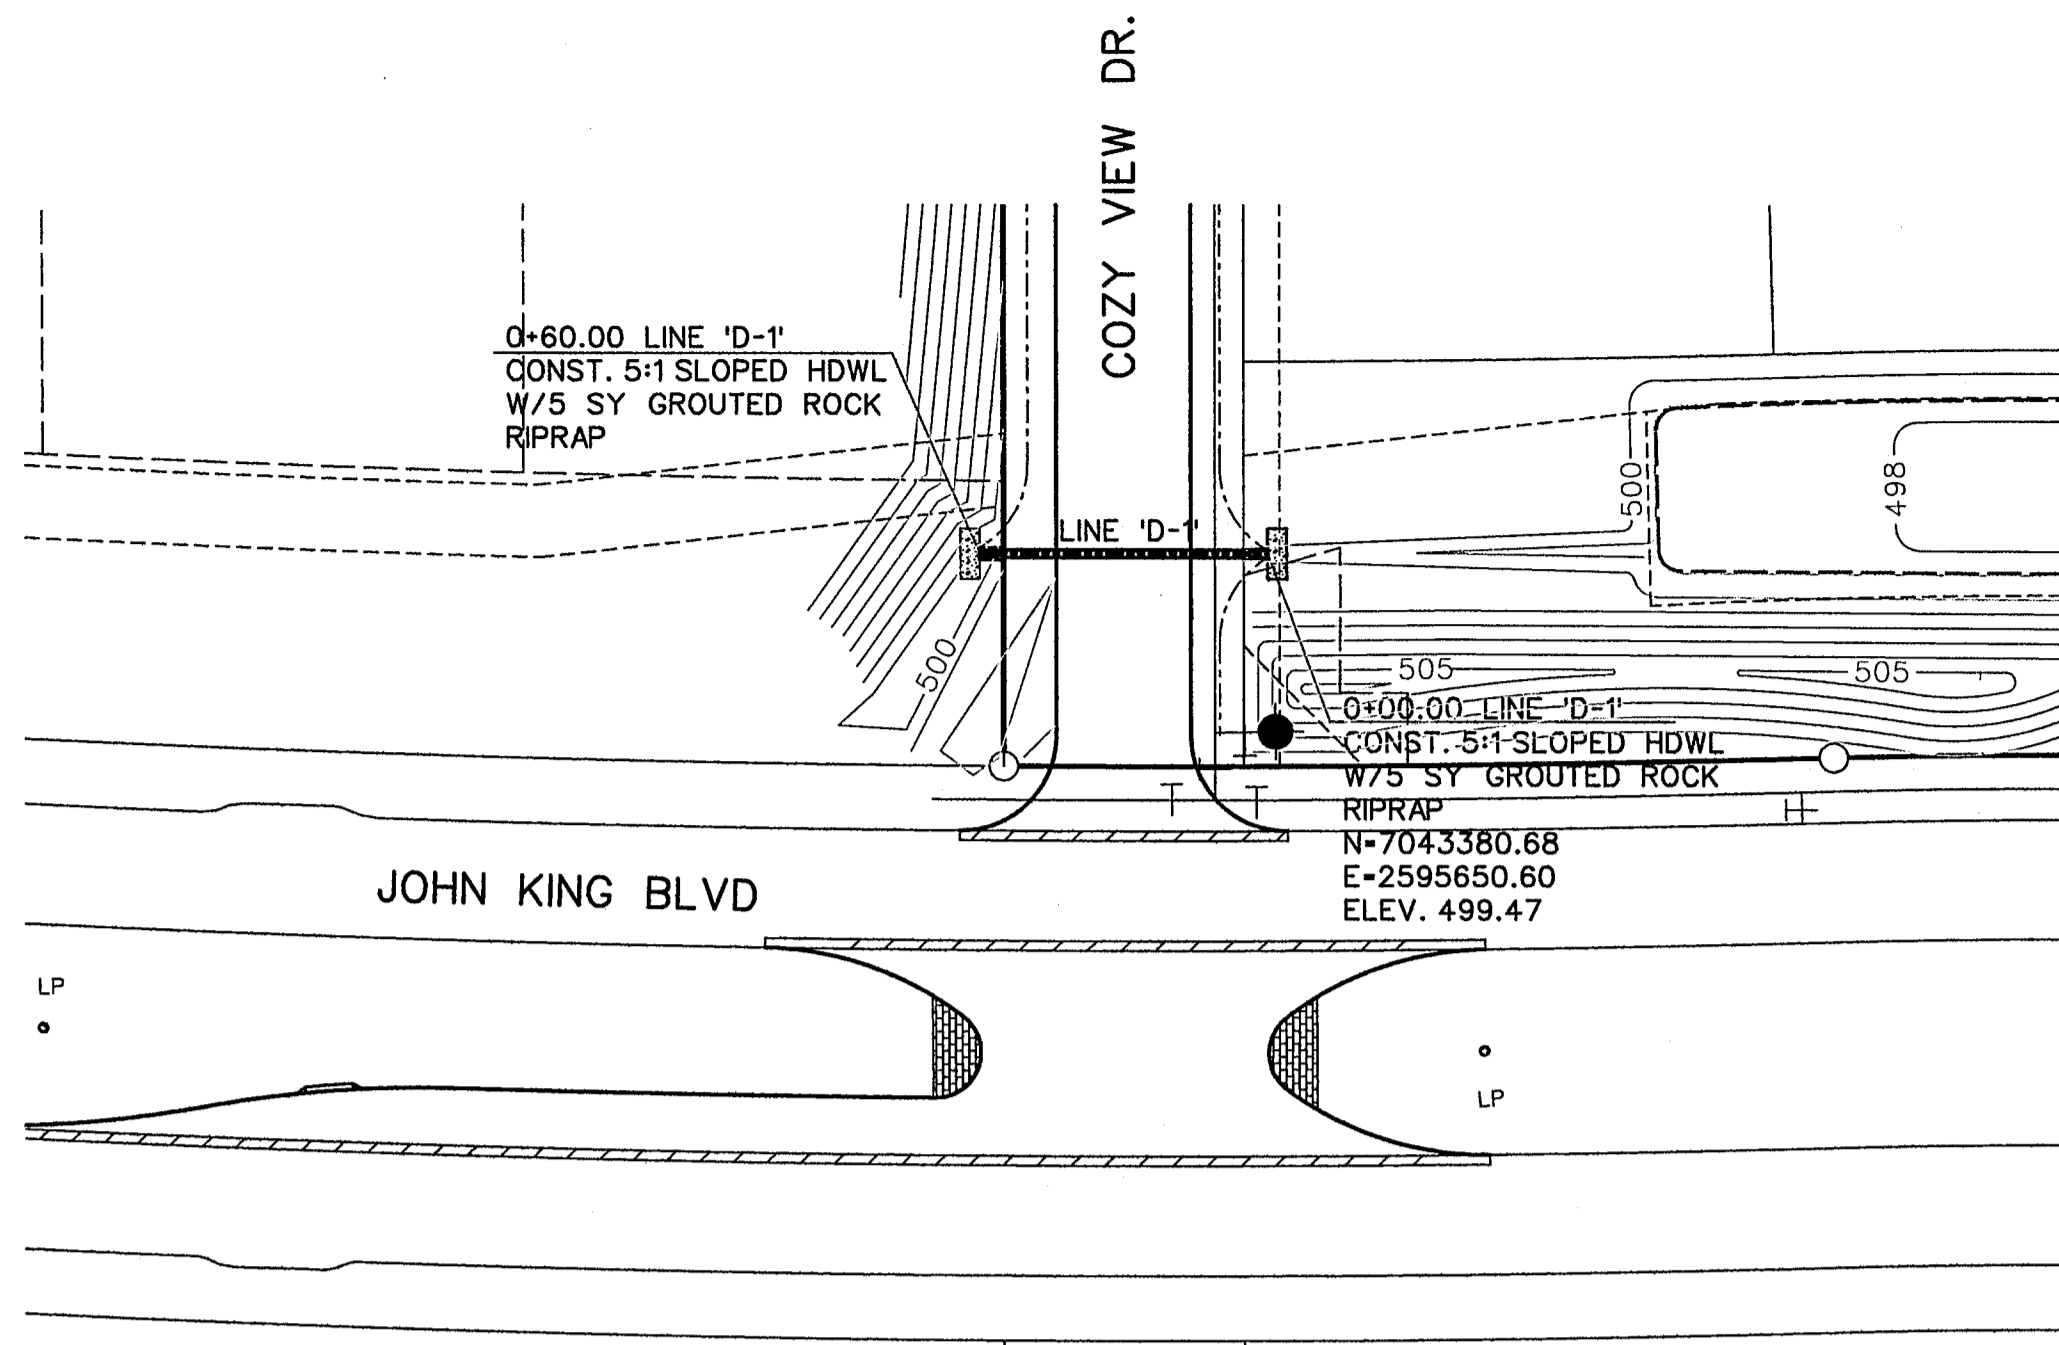 COZY VIEW DR.
0+60.00 LINE 'D-1'
CONST. 5:1 SLOPED HDWL
W/5 SY GROUTED ROCK
RIPRAP
LINE 'D-1'
500
498
500
505
505
0+00.00 LINE 'D-1'
CONST. 5:1 SLOPED HDWL
W/5 SY GROUTED ROCK
RIPRAP
N=7043380.68
E=2595650.60
ELEV. 499.47
JOHN KING BLVD
LP
LP